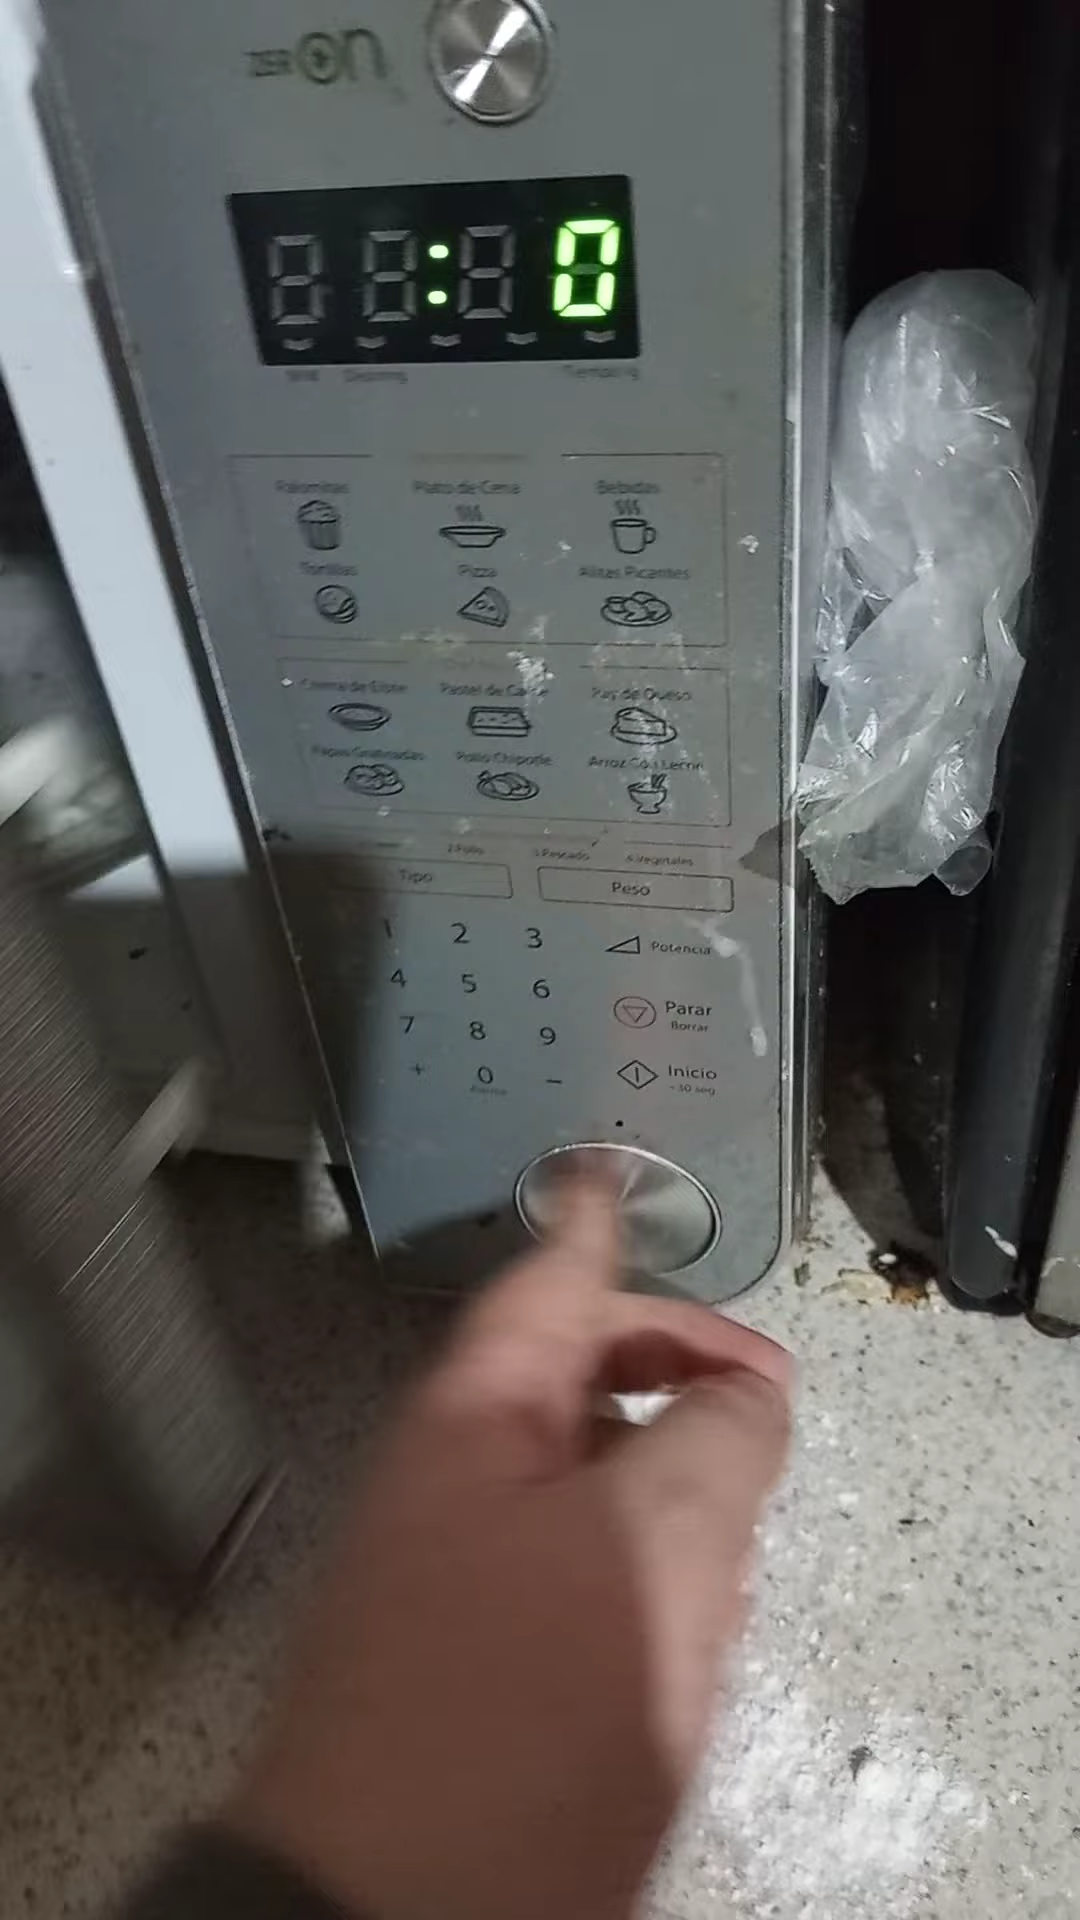 :0
Palomitas Plato de Cena Bebidas
Tortillas Pizza Alitas Picantes
Crema de Elote Pastel de Carne Pay de Queso
Papas Gratinadas Pollo Chipotle Arroz Con Leche
2 Pollo 3 Pescado 4 Vegetales
Tipo Peso
1 2 3 Potencia
4 5 6
7 8 9 Parar
Borrar
+ 0 - Inicio
+30 seg